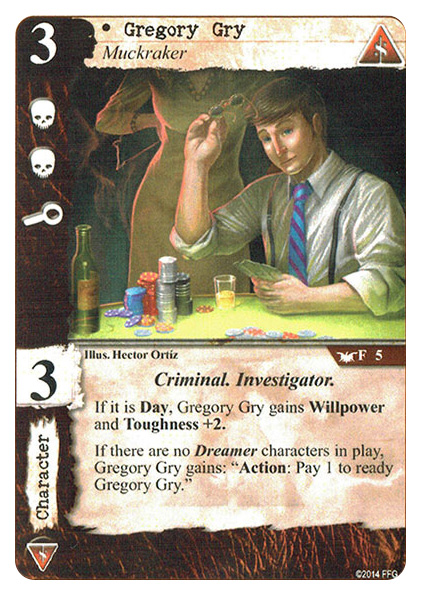 3
• Gregory Gry
Muckraker
Illus. Hector Ortíz
F 5
3
Character
Criminal. Investigator.
If it is Day, Gregory Gry gains Willpower
and Toughness +2.
If there are no Dreamer characters in play,
Gregory Gry gains: “Action: Pay 1 to ready
Gregory Gry.”
©2014 FFG